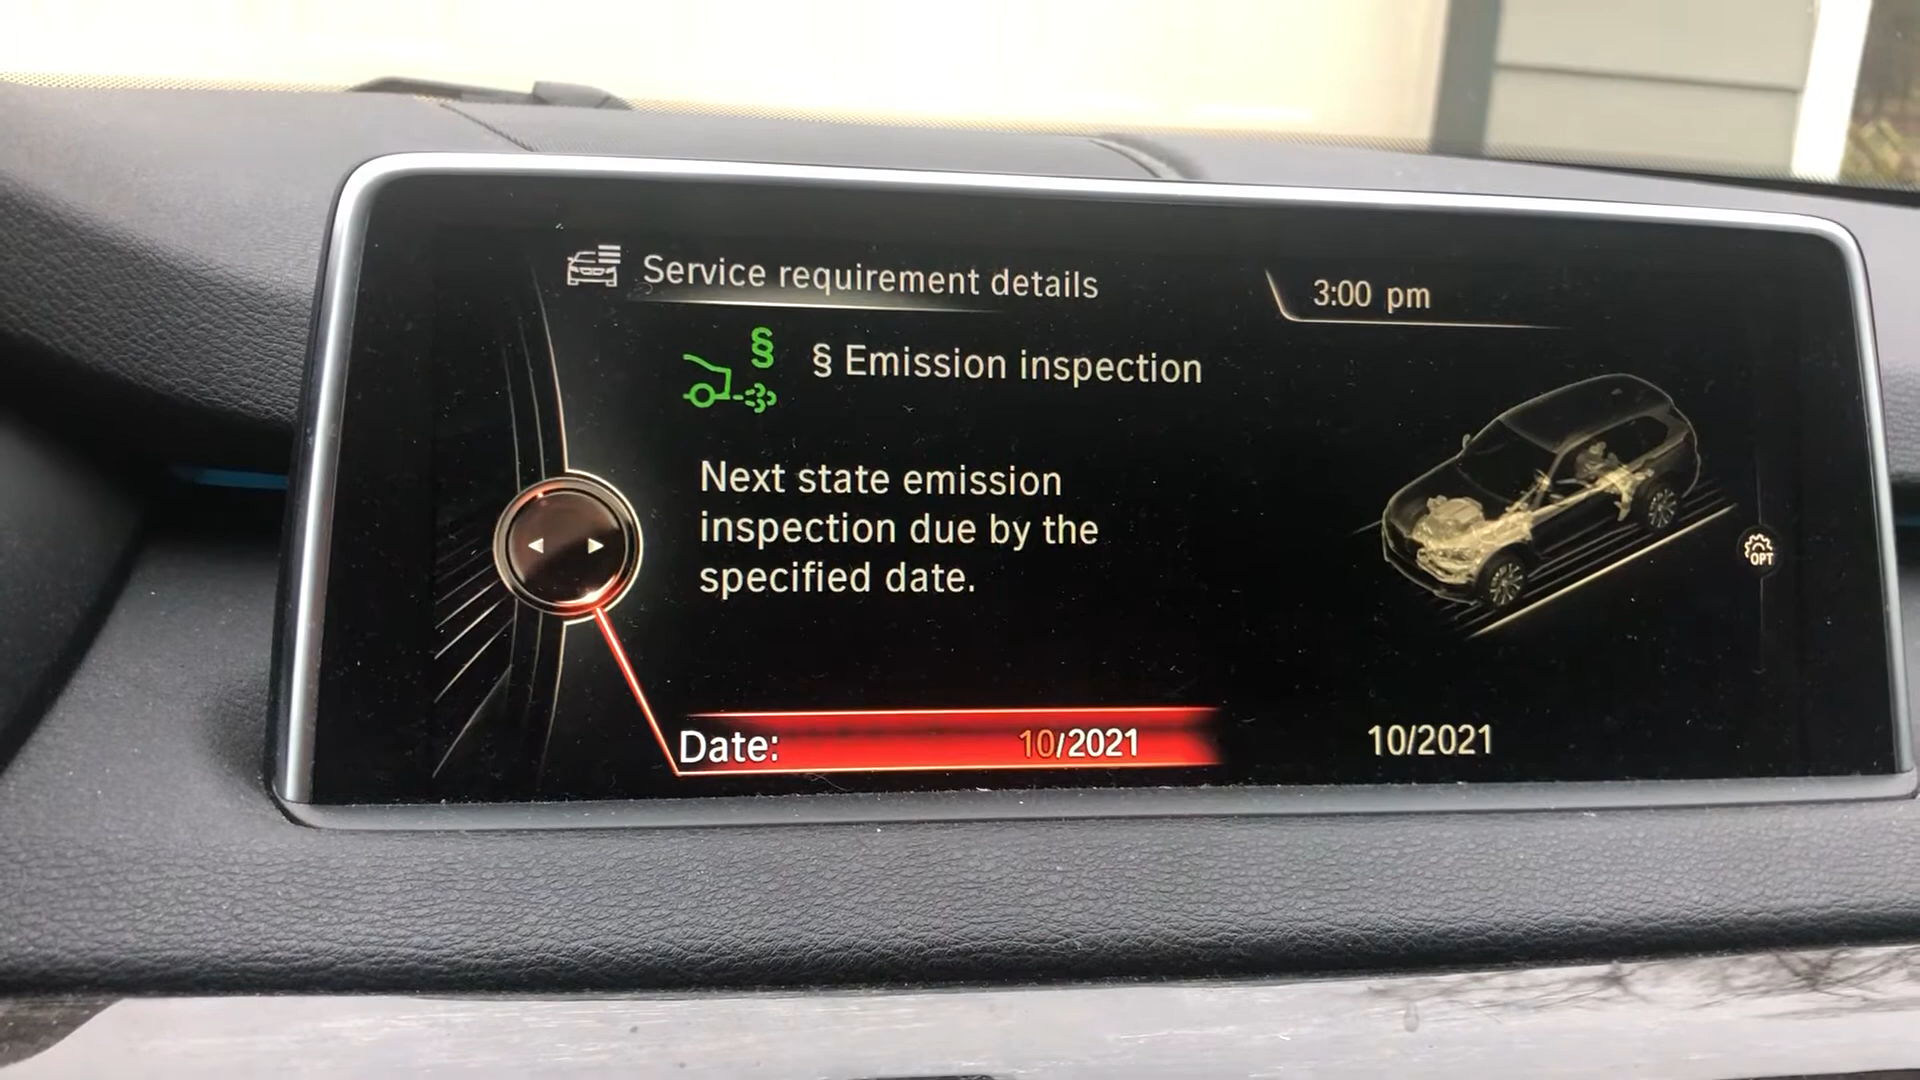 Service requirement details
3:00 pm
§
§ Emission inspection
Next state emission
inspection due by the
specified date.
OPT
Date: 10/2021
10/2021